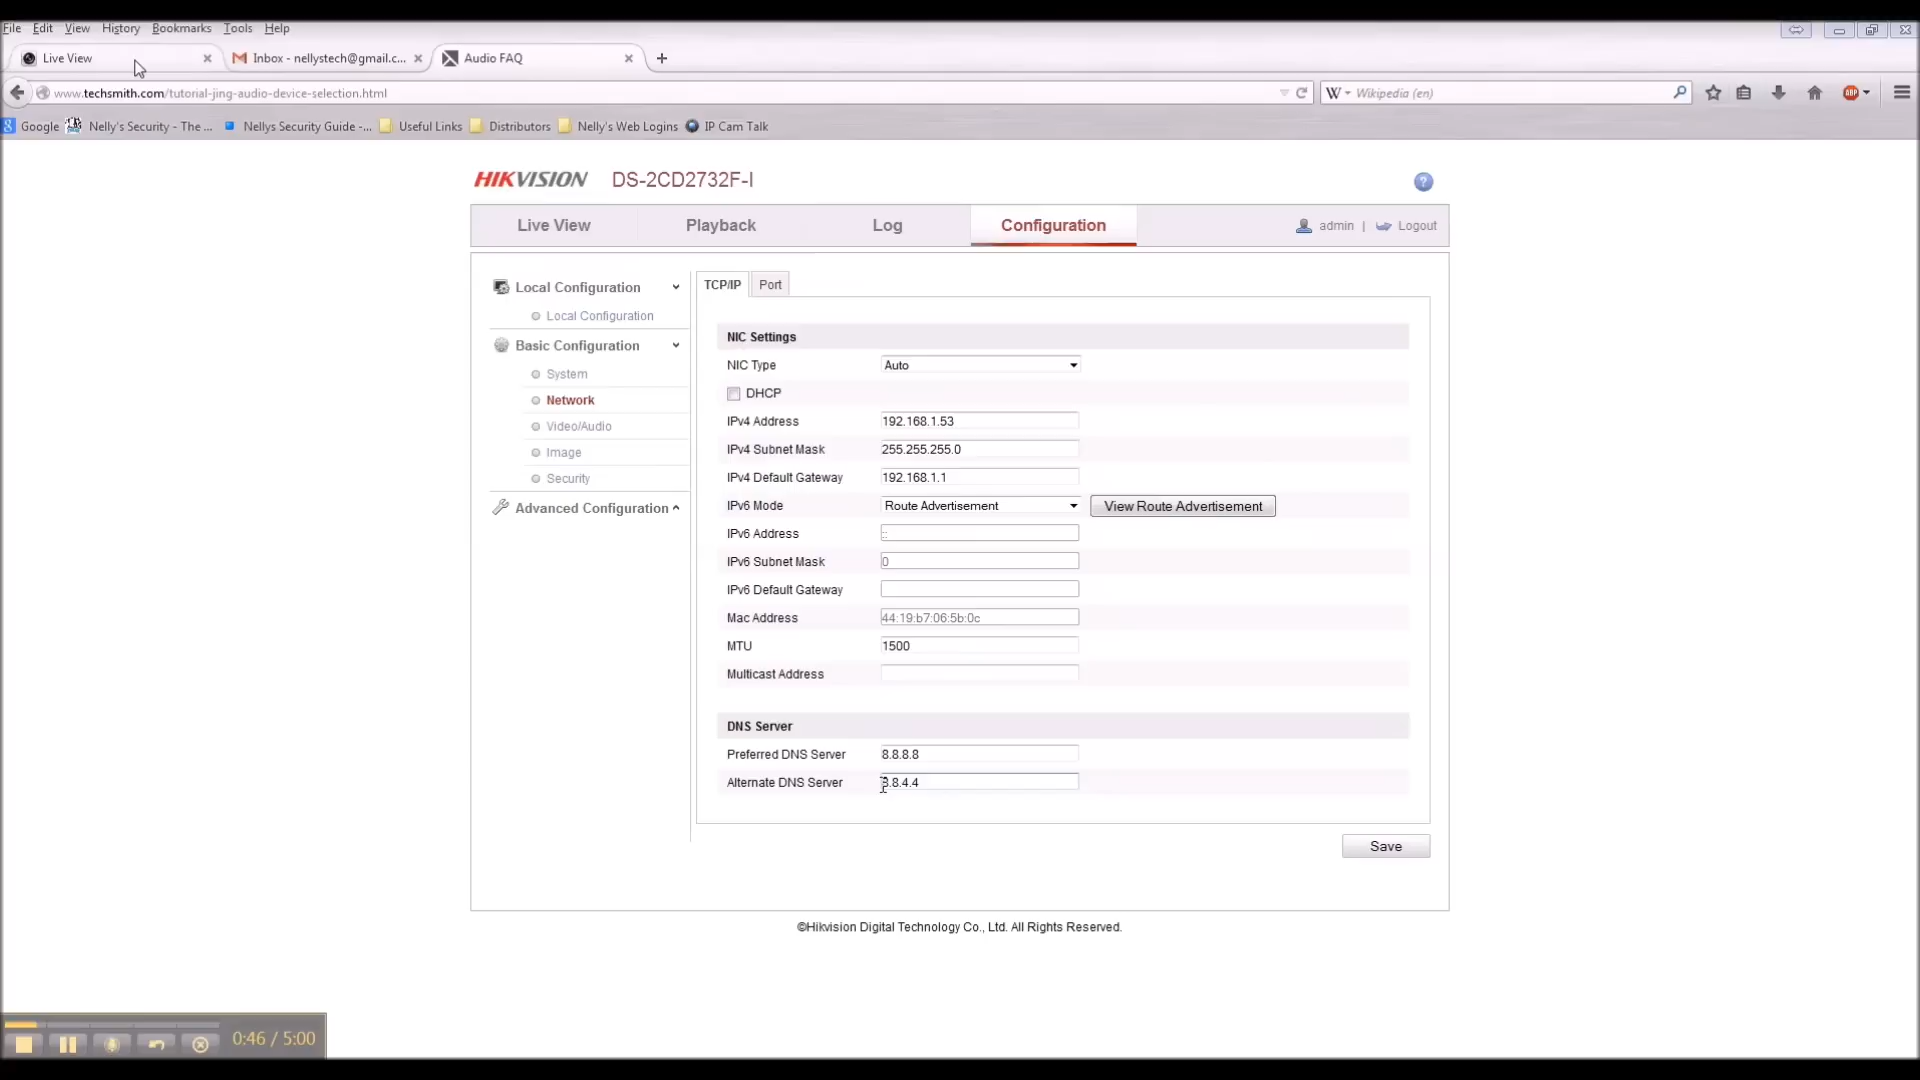 File Edit View History Bookmarks Tools Help
Live View Inbox - nellystech@gmail.c... Audio FAQ
www.techsmith.com/tutorial-jing-audio-device-selection.html W Wikipedia (en) ABP
8 Google Nelly's Security - The ... Nellys Security Guide -... Useful Links Distributors Nelly's Web Logins IP Cam Talk
HIKVISION DS-2CD2732F-I ?
Live View Playback Log Configuration admin | Logout
Local Configuration TCP/IP Port
Local Configuration
Basic Configuration
System
Network
Video/Audio
Image
Security
Advanced Configuration
NIC Settings
NIC Type Auto
DHCP
IPv4 Address 192.168.1.53
IPv4 Subnet Mask 255.255.255.0
IPv4 Default Gateway 192.168.1.1
IPv6 Mode Route Advertisement View Route Advertisement
IPv6 Address ::
IPv6 Subnet Mask 0
IPv6 Default Gateway
Mac Address 44:19:b7:06:5b:0c
MTU 1500
Multicast Address
DNS Server
Preferred DNS Server 8.8.8.8
Alternate DNS Server 8.8.4.4
Save
©Hikvision Digital Technology Co., Ltd. All Rights Reserved.
0:46 / 5:00